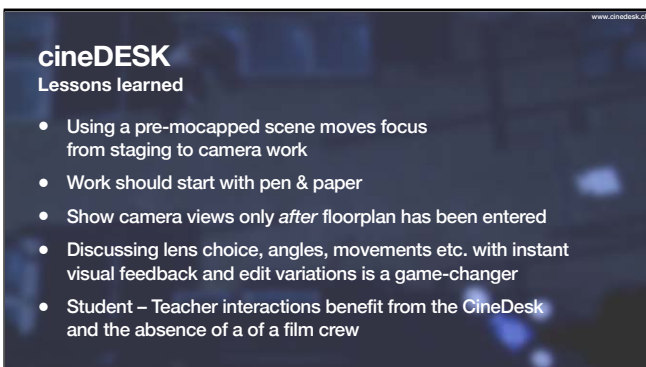 www.cinedesk.ch
cineDESK
Lessons learned
• Using a pre-mocapped scene moves focus
from staging to camera work
• Work should start with pen & paper
• Show camera views only after floorplan has been entered
• Discussing lens choice, angles, movements etc. with instant
visual feedback and edit variations is a game-changer
• Student – Teacher interactions benefit from the CineDesk
and the absence of a of a film crew